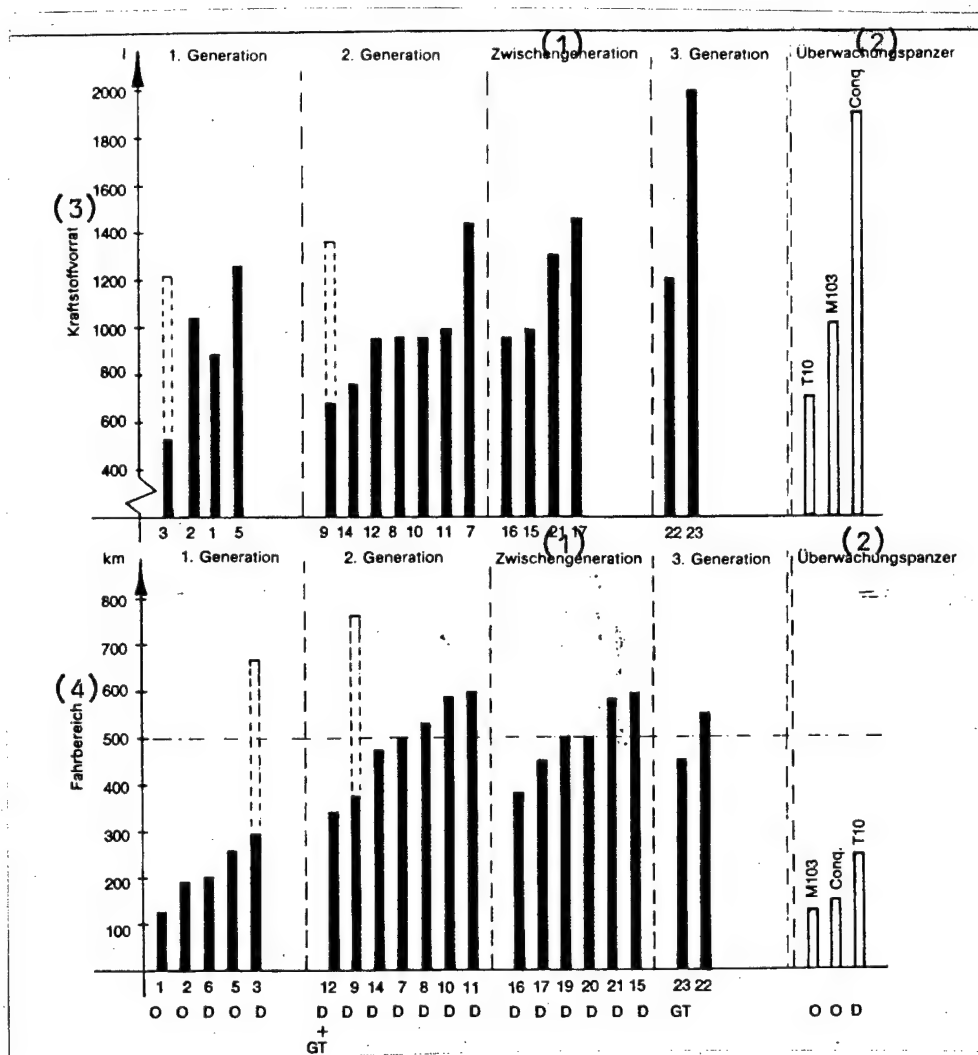 (1) (2)
l 1. Generation 2. Generation Zwischengeneration 3. Generation Überwachungspanzer
2000
1800
1600
1400
1200
1000
800
600
400
(3)
Kraftstoffvorrat
T10 M103 Conq
3 2 1 5 9 14 12 8 10 11 7 16 15 21 17 22 23
(1) (2)
km 1. Generation 2. Generation Zwischengeneration 3. Generation Überwachungspanzer
800
700
600
500
400
300
200
100
(4)
Fahrbereich
M103 Conq. T10
1 2 6 5 3 12 9 14 7 8 10 11 16 17 19 20 21 15 23 22
O O D O D D D D D D D D D D D D D D GT O O D
+
GT